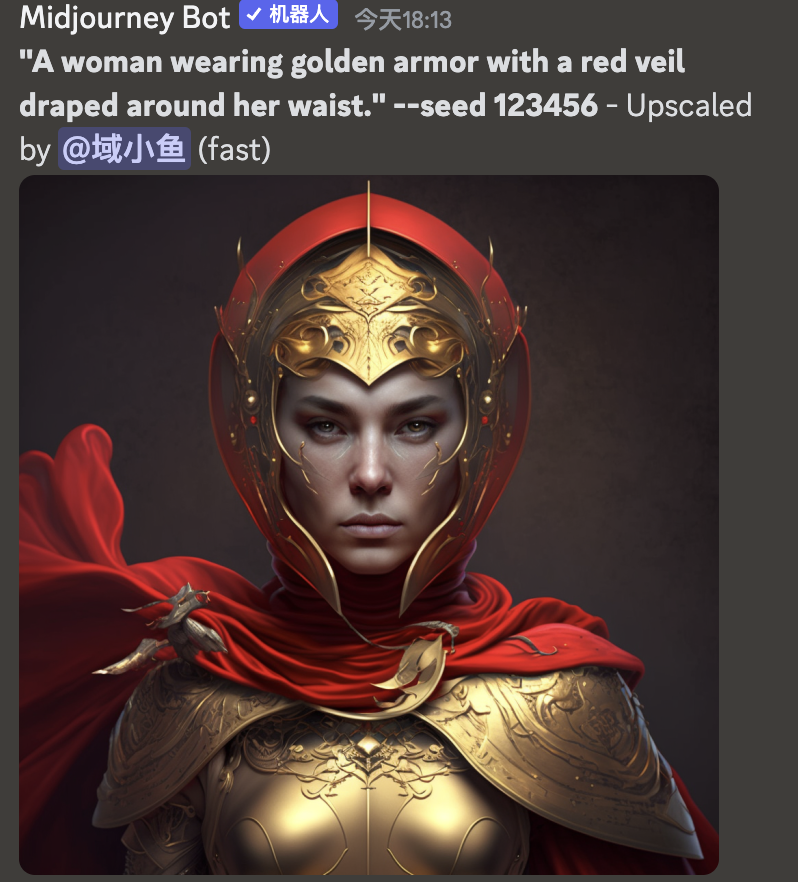 Midjourney Bot ✓ 机器人 今天18:13
"A woman wearing golden armor with a red veil
draped around her waist." --seed 123456 - Upscaled
by @域小鱼 (fast)